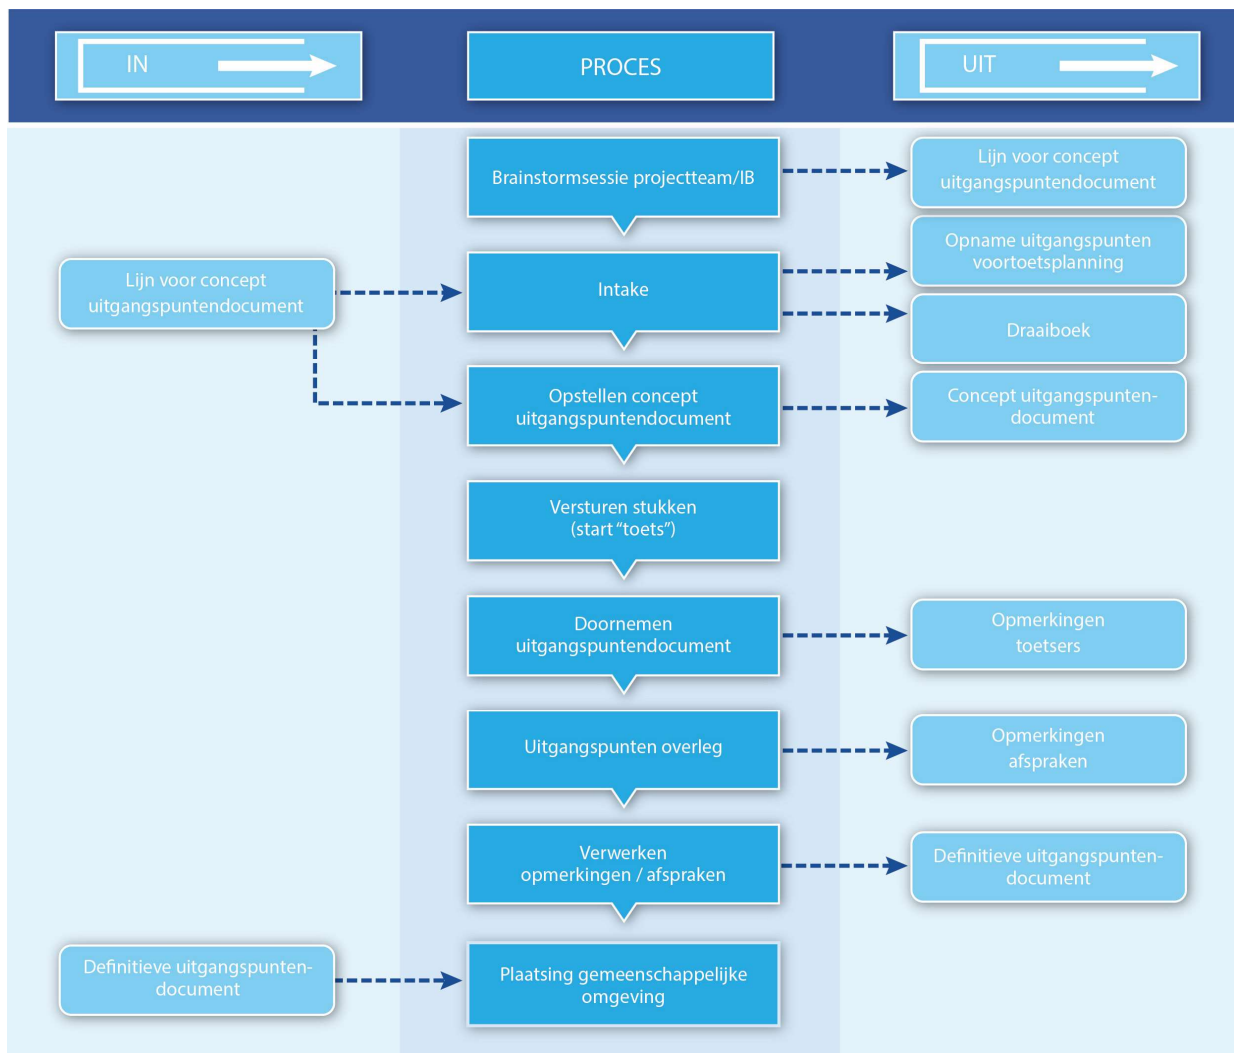 IN
PROCES
UIT
Brainstormsessie projectteam/IB
Lijn voor concept
uitgangspuntendocument
Lijn voor concept
uitgangspuntendocument
Intake
Opname uitgangspunten
voortoetsplanning
Draaiboek
Opstellen concept
uitgangspuntendocument
Concept uitgangspunten-
document
Versturen stukken
(start “toets”)
Doornemen
uitgangspuntendocument
Opmerkingen
toetsers
Uitgangspunten overleg
Opmerkingen
afspraken
Verwerken
opmerkingen / afspraken
Definitieve uitgangspunten-
document
Definitieve uitgangspunten-
document
Plaatsing gemeenschappelijke
omgeving